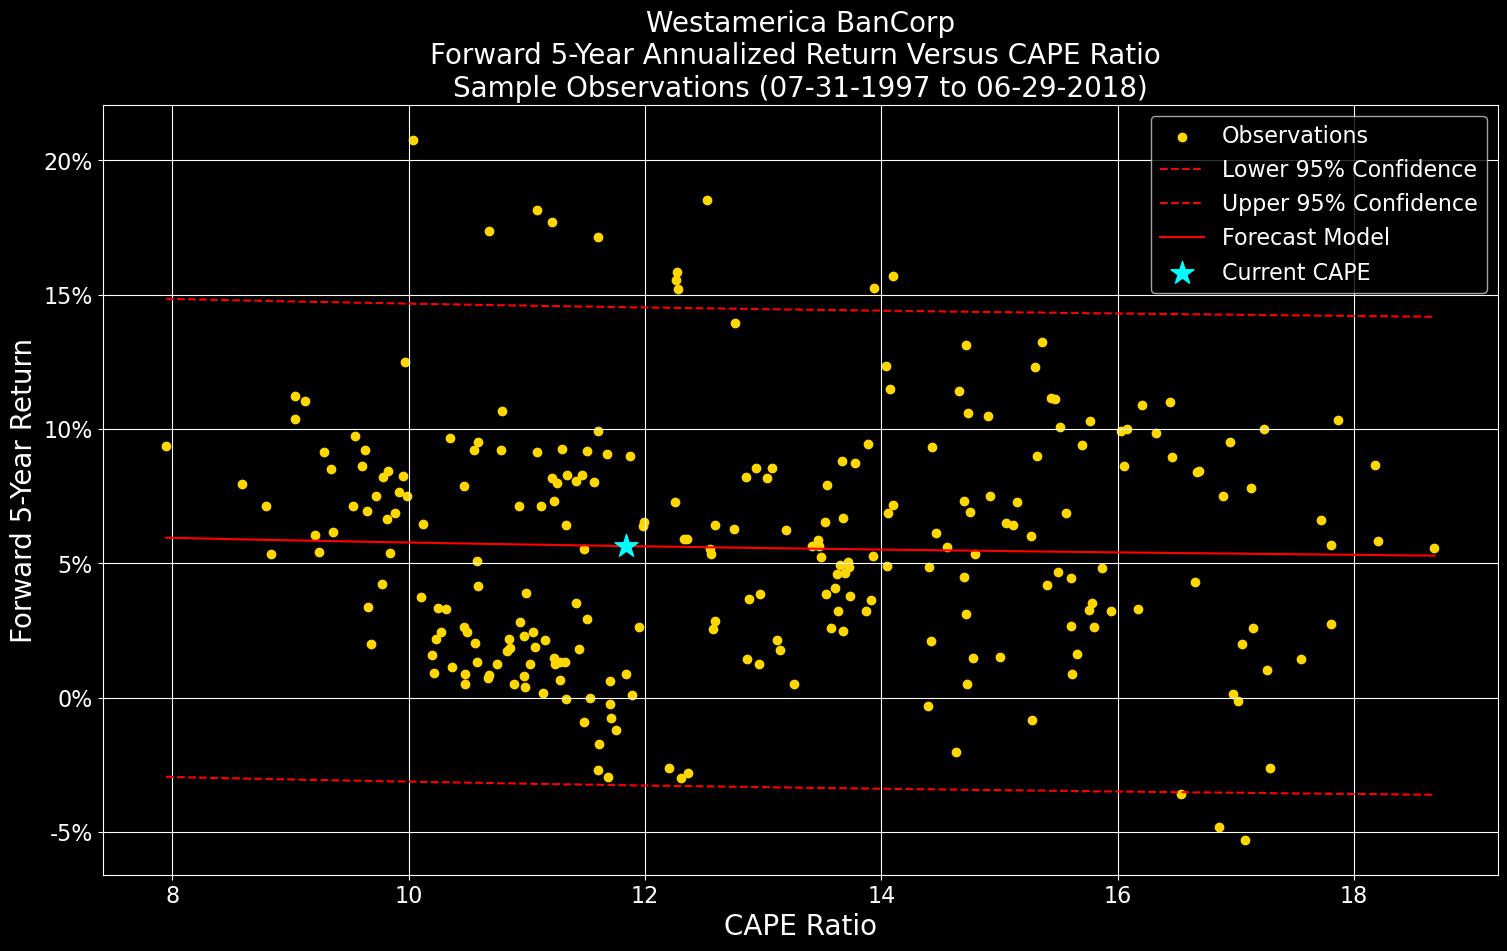 Westamerica BanCorp
Forward 5-Year Annualized Return Versus CAPE Ratio
Sample Observations (07-31-1997 to 06-29-2018)
Observations
Lower 95% Confidence
Upper 95% Confidence
Forecast Model
Current CAPE
Forward 5-Year Return
20%
15%
10%
5%
0%
-5%
8 10 12 14 16 18
CAPE Ratio